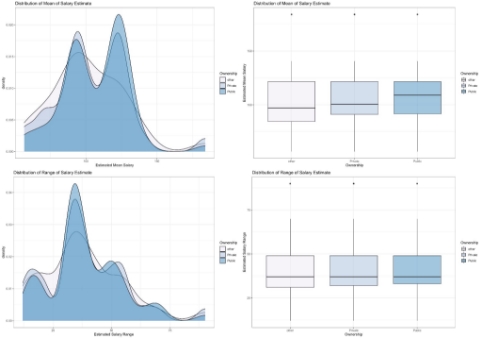 Distribution of Mean of Salary Estimate
Ownership
other
Private
Public
density
Estimated Mean Salary
Distribution of Mean of Salary Estimate
Estimated Mean Salary
Ownership
other
Private
Public
other Private Public
Ownership
Distribution of Range of Salary Estimate
Ownership
other
Private
Public
density
Estimated Salary Range
Distribution of Range of Salary Estimate
Estimated Salary Range
Ownership
other
Private
Public
other Private Public
Ownership